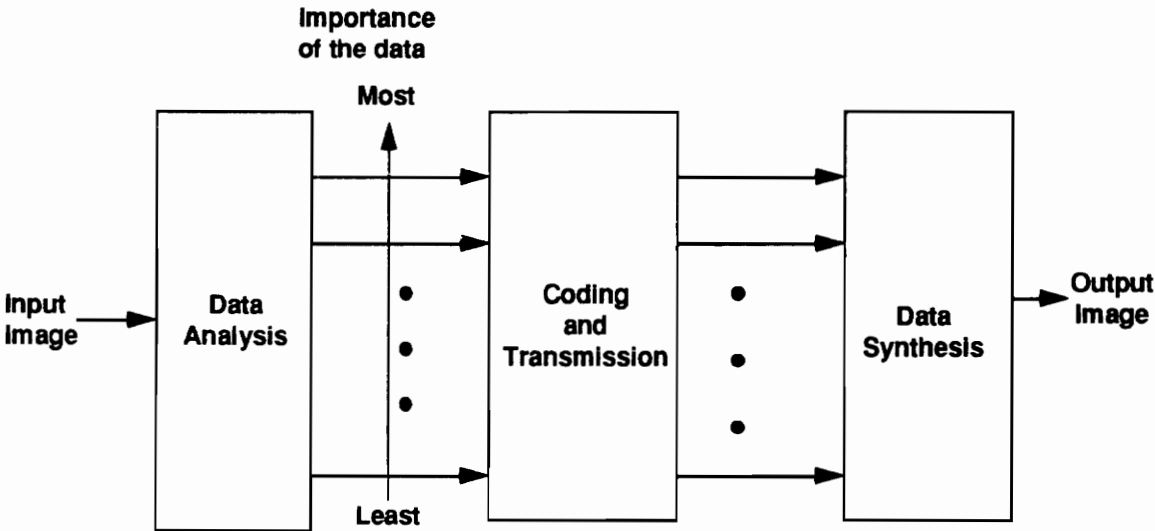 Importance
of the data
Most
Input
Image
Data
Analysis
Coding
and
Transmission
Data
Synthesis
Output
Image
Least